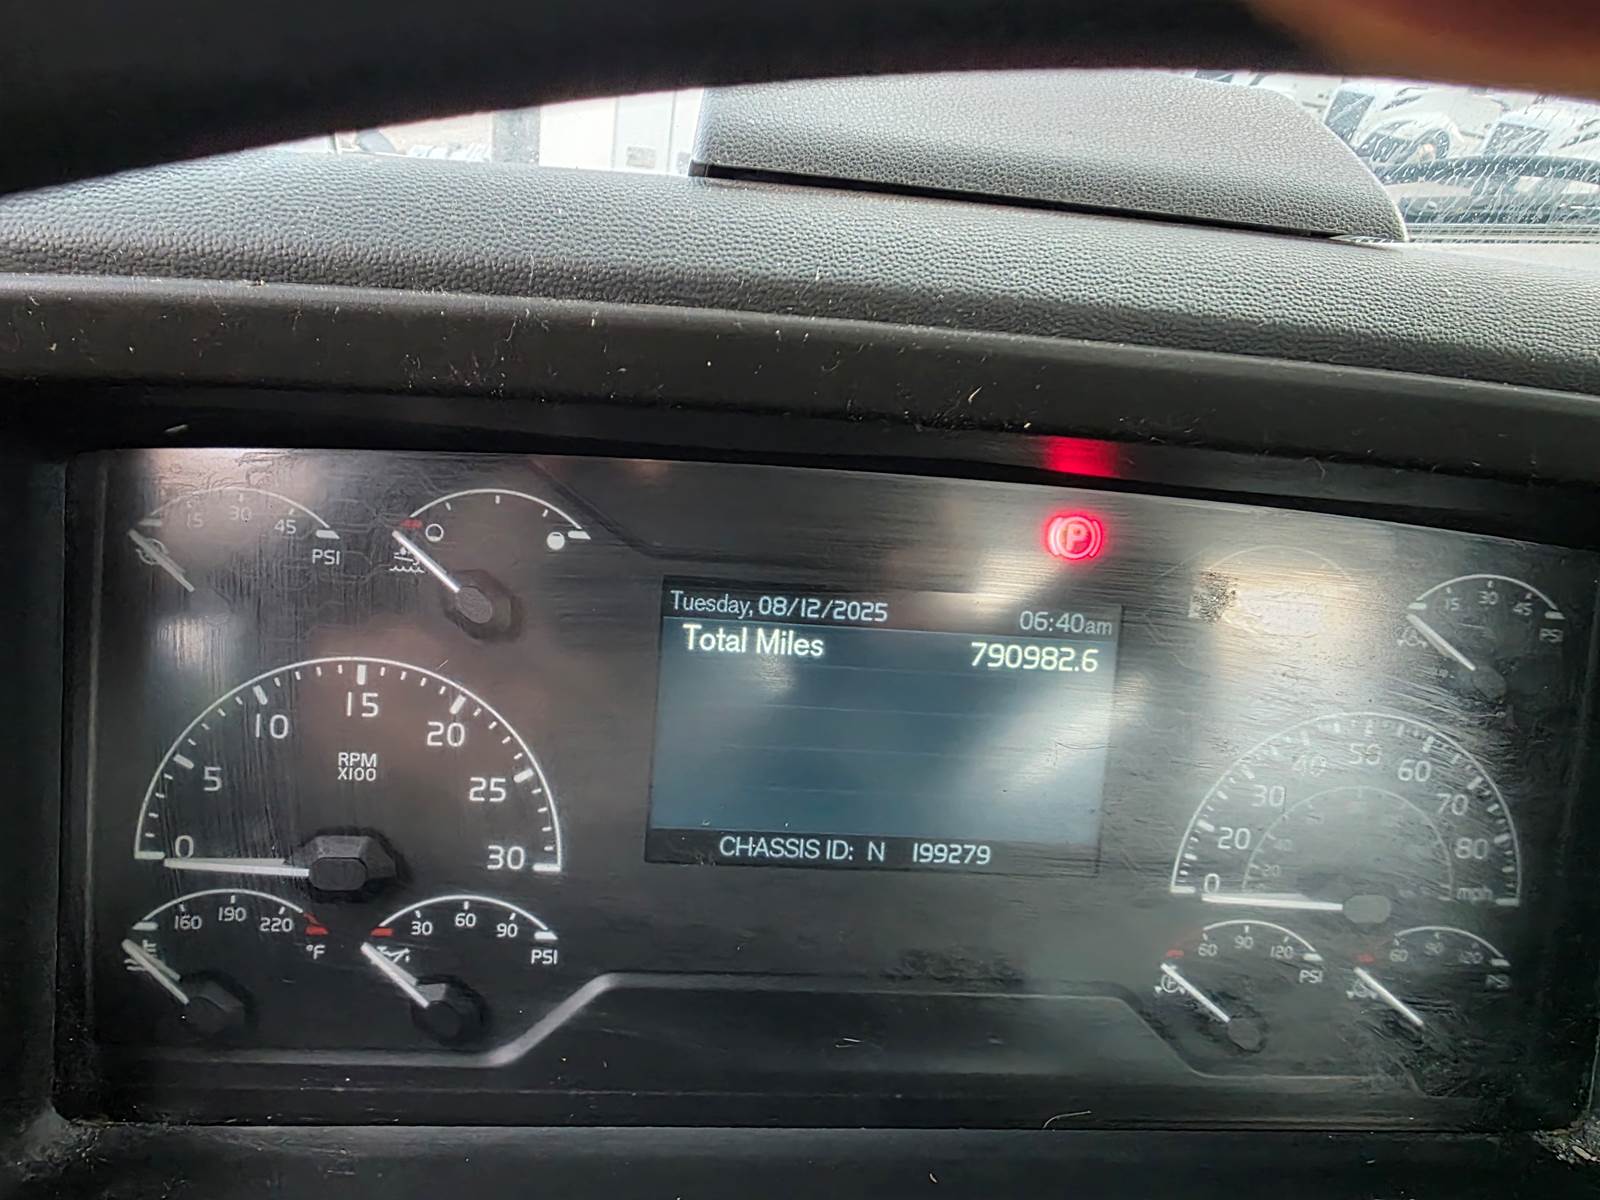 15 30 45
PSI
Tuesday, 08/12/2025 06:40am
Total Miles 790982.6
CHASSIS ID: N 199279
P
15 30 45
PSI
0 5 10 15 20 25 30
RPM
X100
0 20 30 40 50 60 70 80
mph
20
160 190 220
°F
30 60 90
PSI
60 90 120
PSI
60 90 120